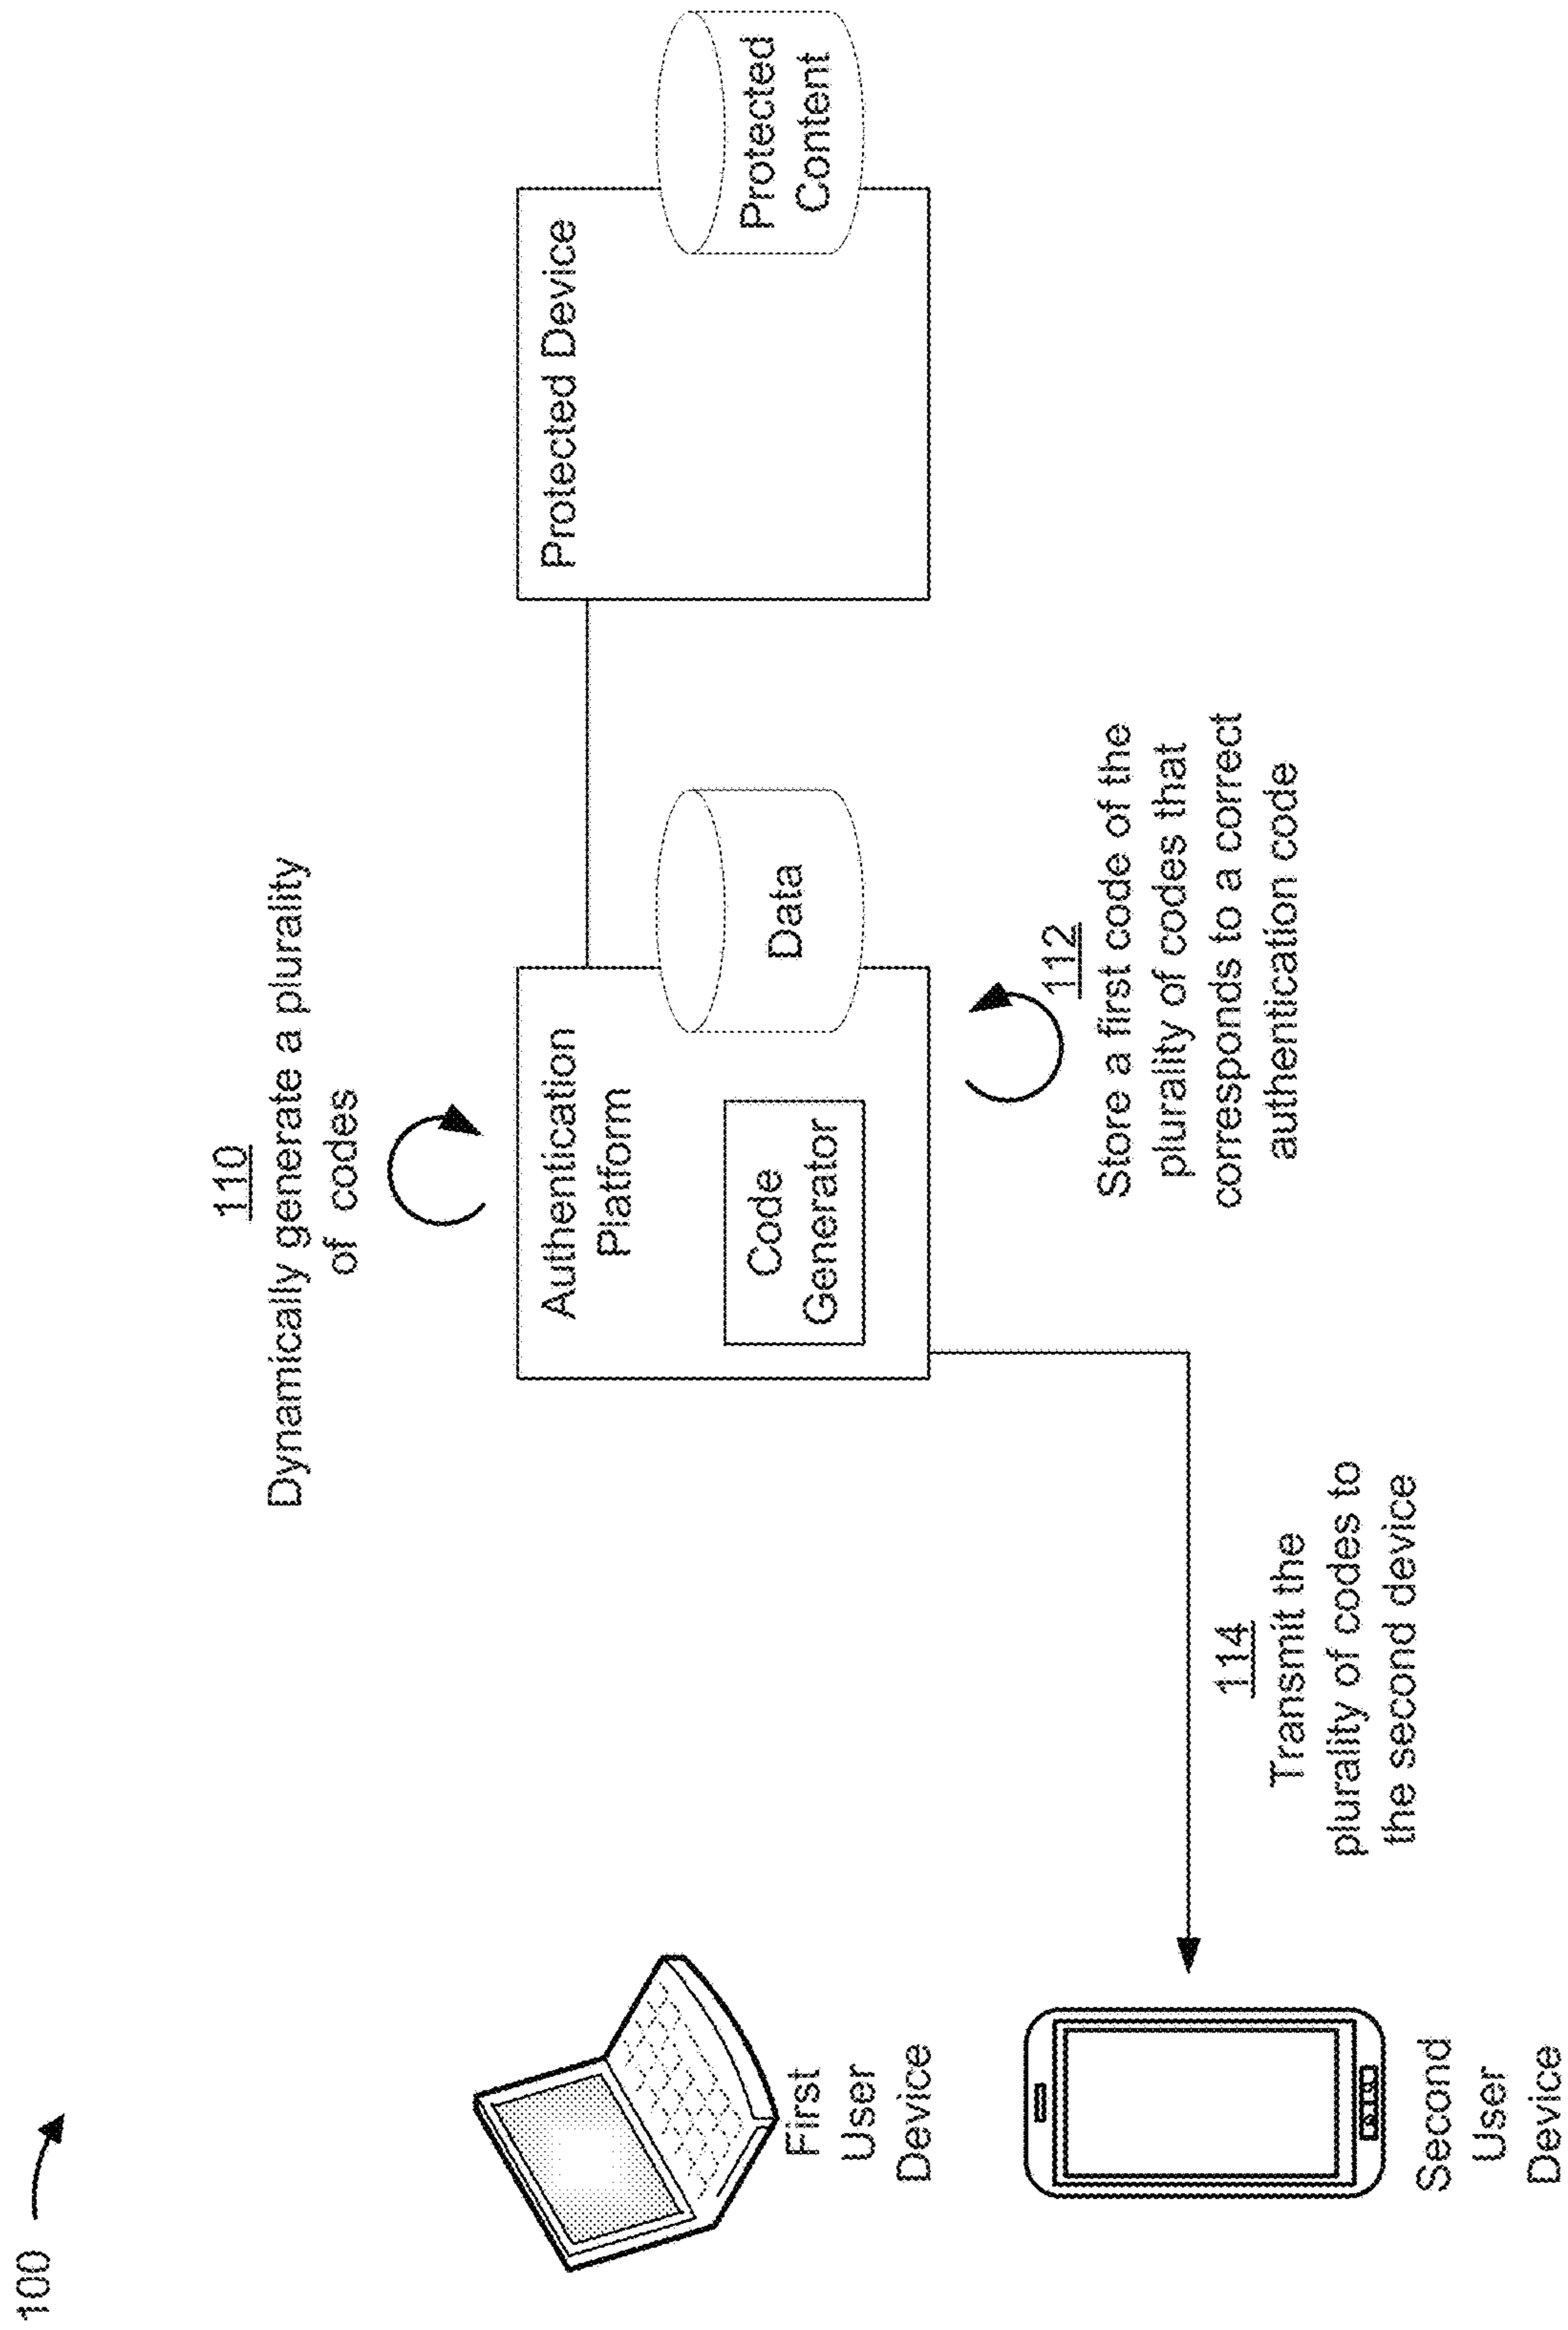 100
110
Dynamically generate a plurality
of codes
Authentication
Platform
Code
Generator
Data
Protected Device
Protected
Content
112
Store a first code of the
plurality of codes that
corresponds to a correct
authentication code
First
User
Device
114
Transmit the
plurality of codes to
the second device
Second
User
Device